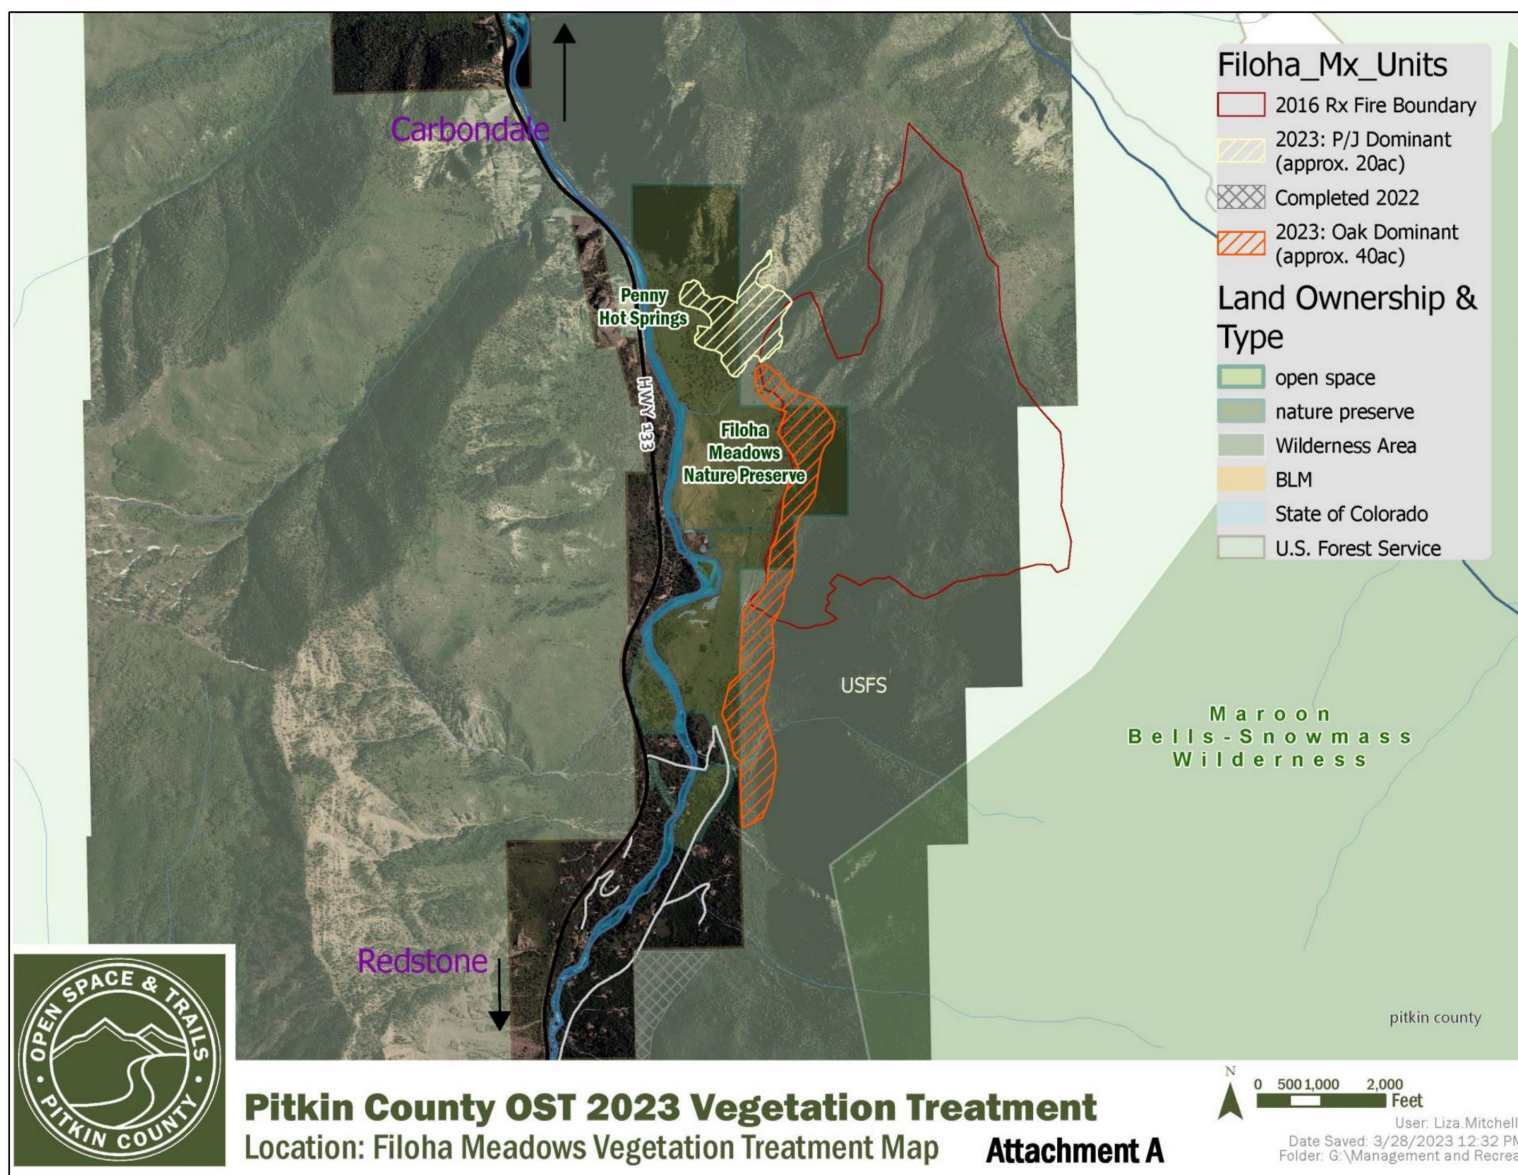 Carbondale
Penny
Hot Springs
HWY 133
Filoha
Meadows
Nature Preserve
USFS
Maroon
Bells-Snowmass
Wilderness
Redstone
pitkin county
Filoha_Mx_Units
2016 Rx Fire Boundary
2023: P/J Dominant
(approx. 20ac)
Completed 2022
2023: Oak Dominant
(approx. 40ac)
Land Ownership &
Type
open space
nature preserve
Wilderness Area
BLM
State of Colorado
U.S. Forest Service
OPEN SPACE & TRAILS
• PITKIN COUNTY •
Pitkin County OST 2023 Vegetation Treatment
Location: Filoha Meadows Vegetation Treatment Map
Attachment A
N
0 500 1,000 2,000
Feet
User: Liza.Mitchell
Date Saved: 3/28/2023 12:32 PM
Folder: G:\Management and Recrea